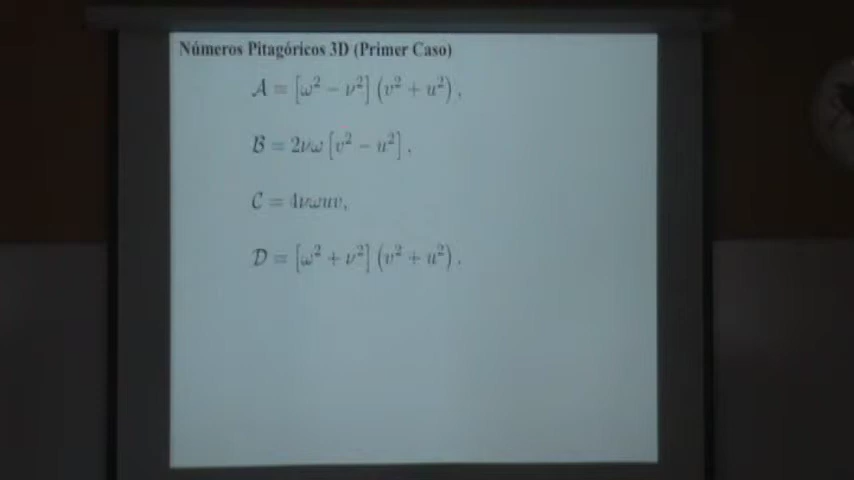 Números Pitagóricos 3D (Primer Caso)
𝒜 = [ω² − ν²] (v² + u²),
ℬ = 2νω [v² − u²],
𝒞 = 4νωuv,
𝒟 = [ω² + ν²] (v² + u²).